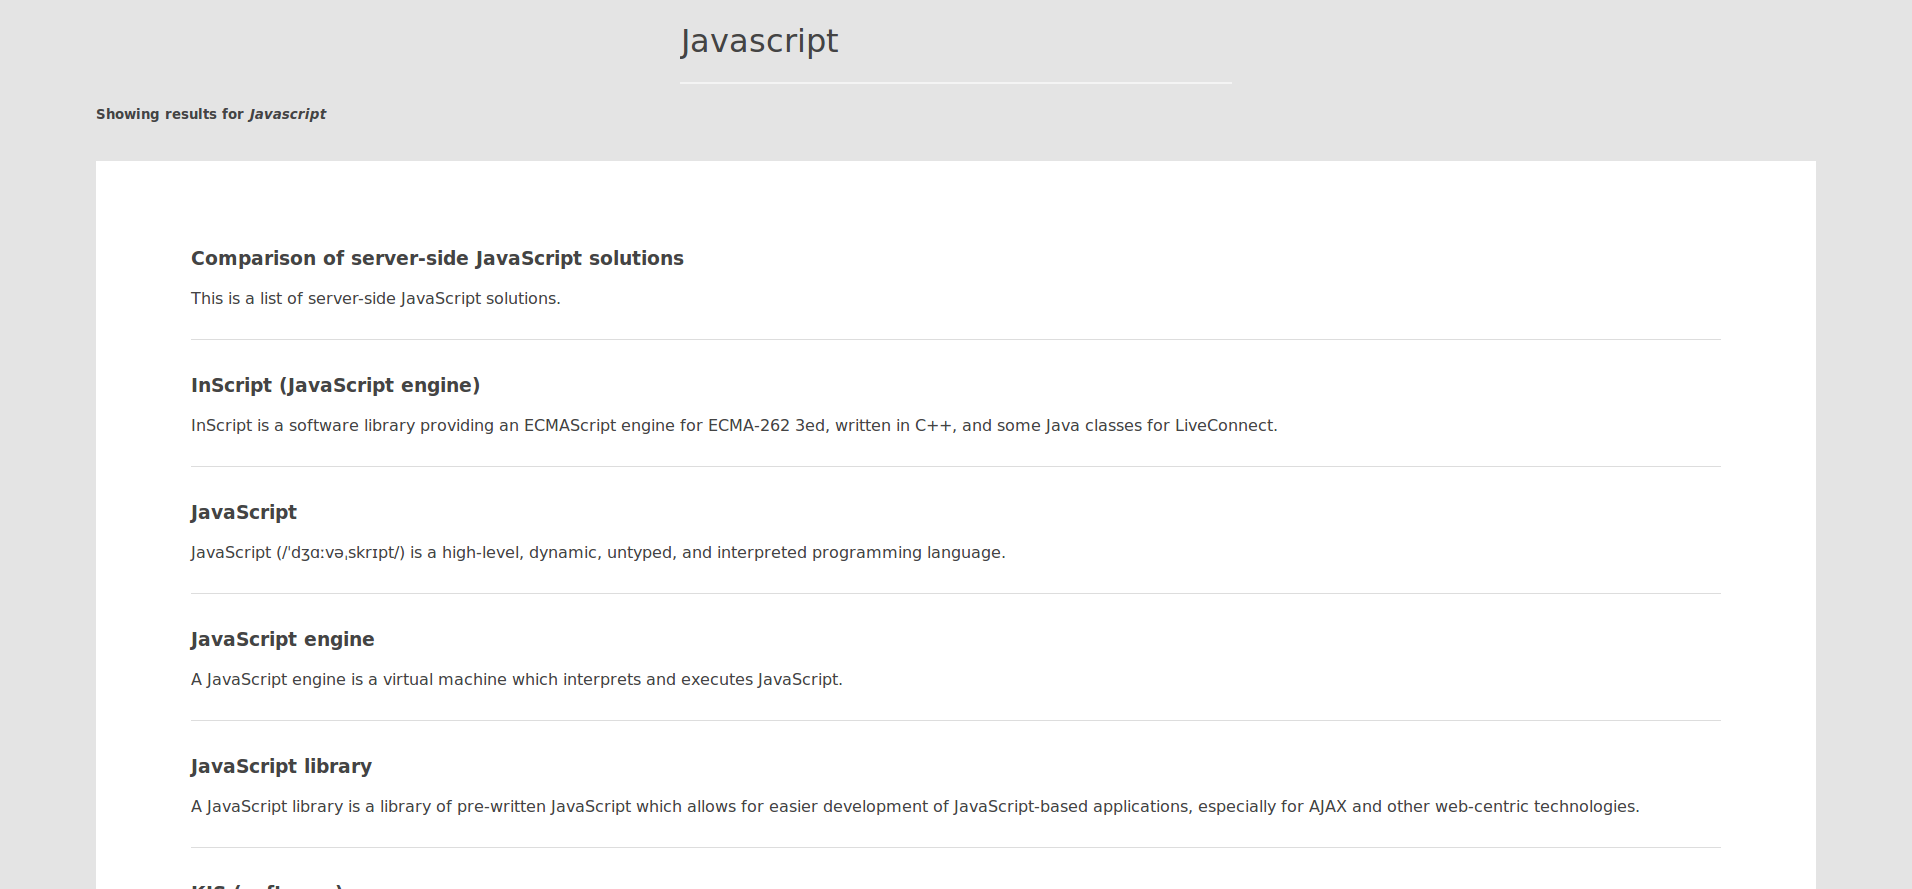 Javascript
Showing results for Javascript
Comparison of server-side JavaScript solutions
This is a list of server-side JavaScript solutions.
InScript (JavaScript engine)
InScript is a software library providing an ECMAScript engine for ECMA-262 3ed, written in C++, and some Java classes for LiveConnect.
JavaScript
JavaScript (/ˈdʒɑːvəˌskrɪpt/) is a high-level, dynamic, untyped, and interpreted programming language.
JavaScript engine
A JavaScript engine is a virtual machine which interprets and executes JavaScript.
JavaScript library
A JavaScript library is a library of pre-written JavaScript which allows for easier development of JavaScript-based applications, especially for AJAX and other web-centric technologies.